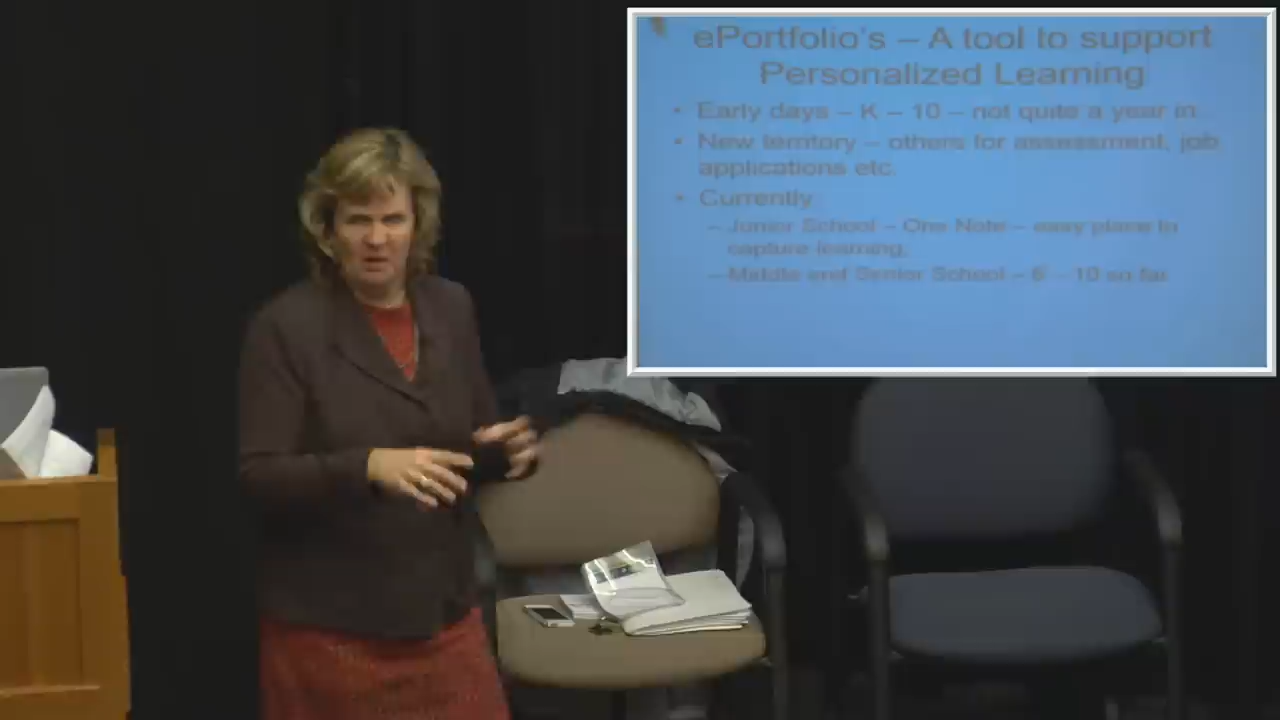 ePortfolio's – A tool to support
Personalized Learning
• Early days – K – 10 – not quite a year in
• New territory – others for assessment, job
applications etc.
• Currently
– Junior School – One Note – easy place to
capture learning,
– Middle and Senior School – 6 – 10 so far